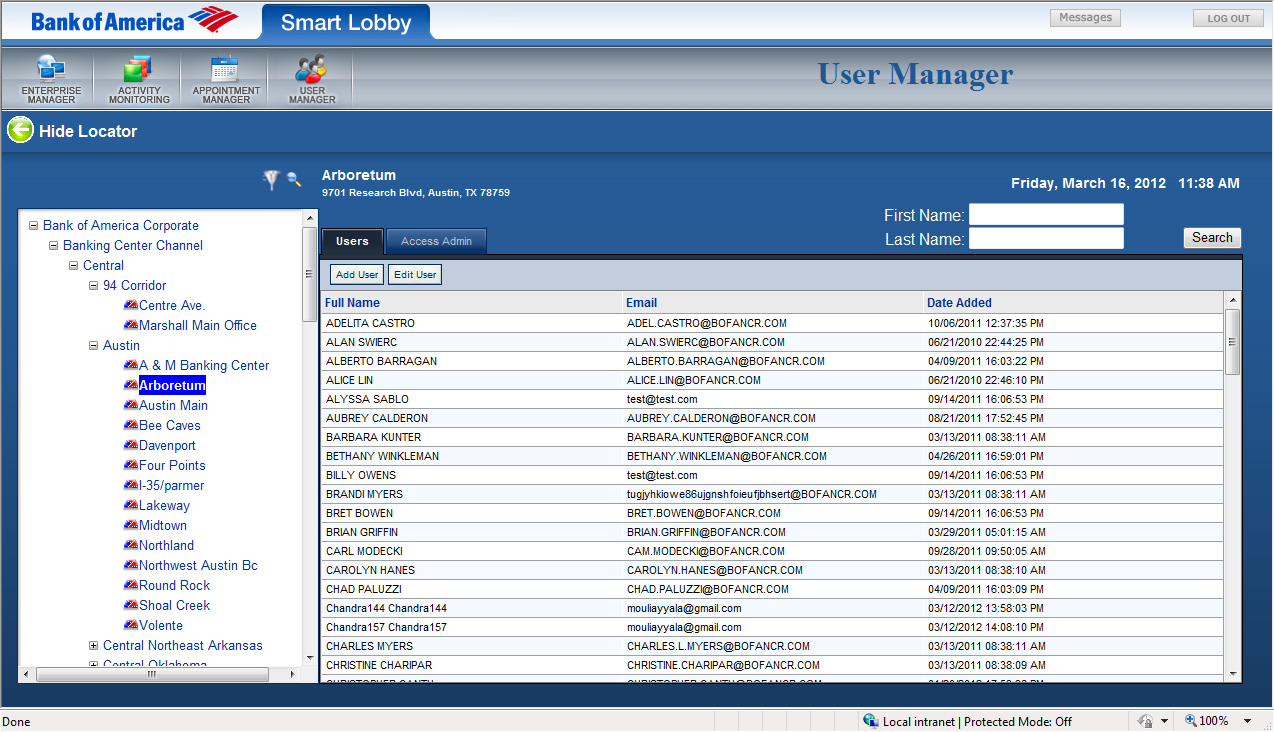 Bank of America
Smart Lobby
Messages
LOG OUT
ENTERPRISE MANAGER
ACTIVITY MONITORING
APPOINTMENT MANAGER
USER MANAGER
User Manager
Hide Locator
Arboretum
9701 Research Blvd, Austin, TX 78759
Friday, March 16, 2012 11:38 AM
First Name:
Last Name:
Search
Bank of America Corporate
Banking Center Channel
Central
94 Corridor
Centre Ave.
Marshall Main Office
Austin
A & M Banking Center
Arboretum
Austin Main
Bee Caves
Davenport
Four Points
I-35/parmer
Lakeway
Midtown
Northland
Northwest Austin Bc
Round Rock
Shoal Creek
Volente
Central Northeast Arkansas
Central Oklahoma
Users
Access Admin
Add User
Edit User
Full Name Email Date Added
ADELITA CASTRO ADEL.CASTRO@BOFANCR.COM 10/06/2011 12:37:35 PM
ALAN SWIERC ALAN.SWIERC@BOFANCR.COM 06/21/2010 22:44:25 PM
ALBERTO BARRAGAN ALBERTO.BARRAGAN@BOFANCR.COM 04/09/2011 16:03:22 PM
ALICE LIN ALICE.LIN@BOFANCR.COM 06/21/2010 22:46:10 PM
ALYSSA SABLO test@test.com 09/14/2011 16:06:53 PM
AUBREY CALDERON AUBREY.CALDERON@BOFANCR.COM 08/21/2011 17:52:45 PM
BARBARA KUNTER BARBARA.KUNTER@BOFANCR.COM 03/13/2011 08:38:11 AM
BETHANY WINKLEMAN BETHANY.WINKLEMAN@BOFANCR.COM 04/26/2011 16:59:01 PM
BILLY OWENS test@test.com 09/14/2011 16:06:53 PM
BRANDI MYERS tugjyhkiowe86ujgnshfoieufjbhsert@BOFANCR.COM 03/13/2011 08:38:11 AM
BRET BOWEN BRET.BOWEN@BOFANCR.COM 09/14/2011 16:06:53 PM
BRIAN GRIFFIN BRIAN.GRIFFIN@BOFANCR.COM 03/29/2011 05:01:15 AM
CARL MODECKI CAM.MODECKI@BOFANCR.COM 09/28/2011 09:50:05 AM
CAROLYN HANES CAROLYN.HANES@BOFANCR.COM 03/13/2011 08:38:10 AM
CHAD PALUZZI CHAD.PALUZZI@BOFANCR.COM 04/09/2011 16:03:09 PM
Chandra144 Chandra144 mouliayyala@gmail.com 03/12/2012 13:58:03 PM
Chandra157 Chandra157 mouliayyala@gmail.com 03/12/2012 14:08:10 PM
CHARLES MYERS CHARLES.L.MYERS@BOFANCR.COM 03/13/2011 08:38:11 AM
CHRISTINE CHARIPAR CHRISTINE.CHARIPAR@BOFANCR.COM 03/13/2011 08:38:09 AM
Done
Local intranet | Protected Mode: Off
100%